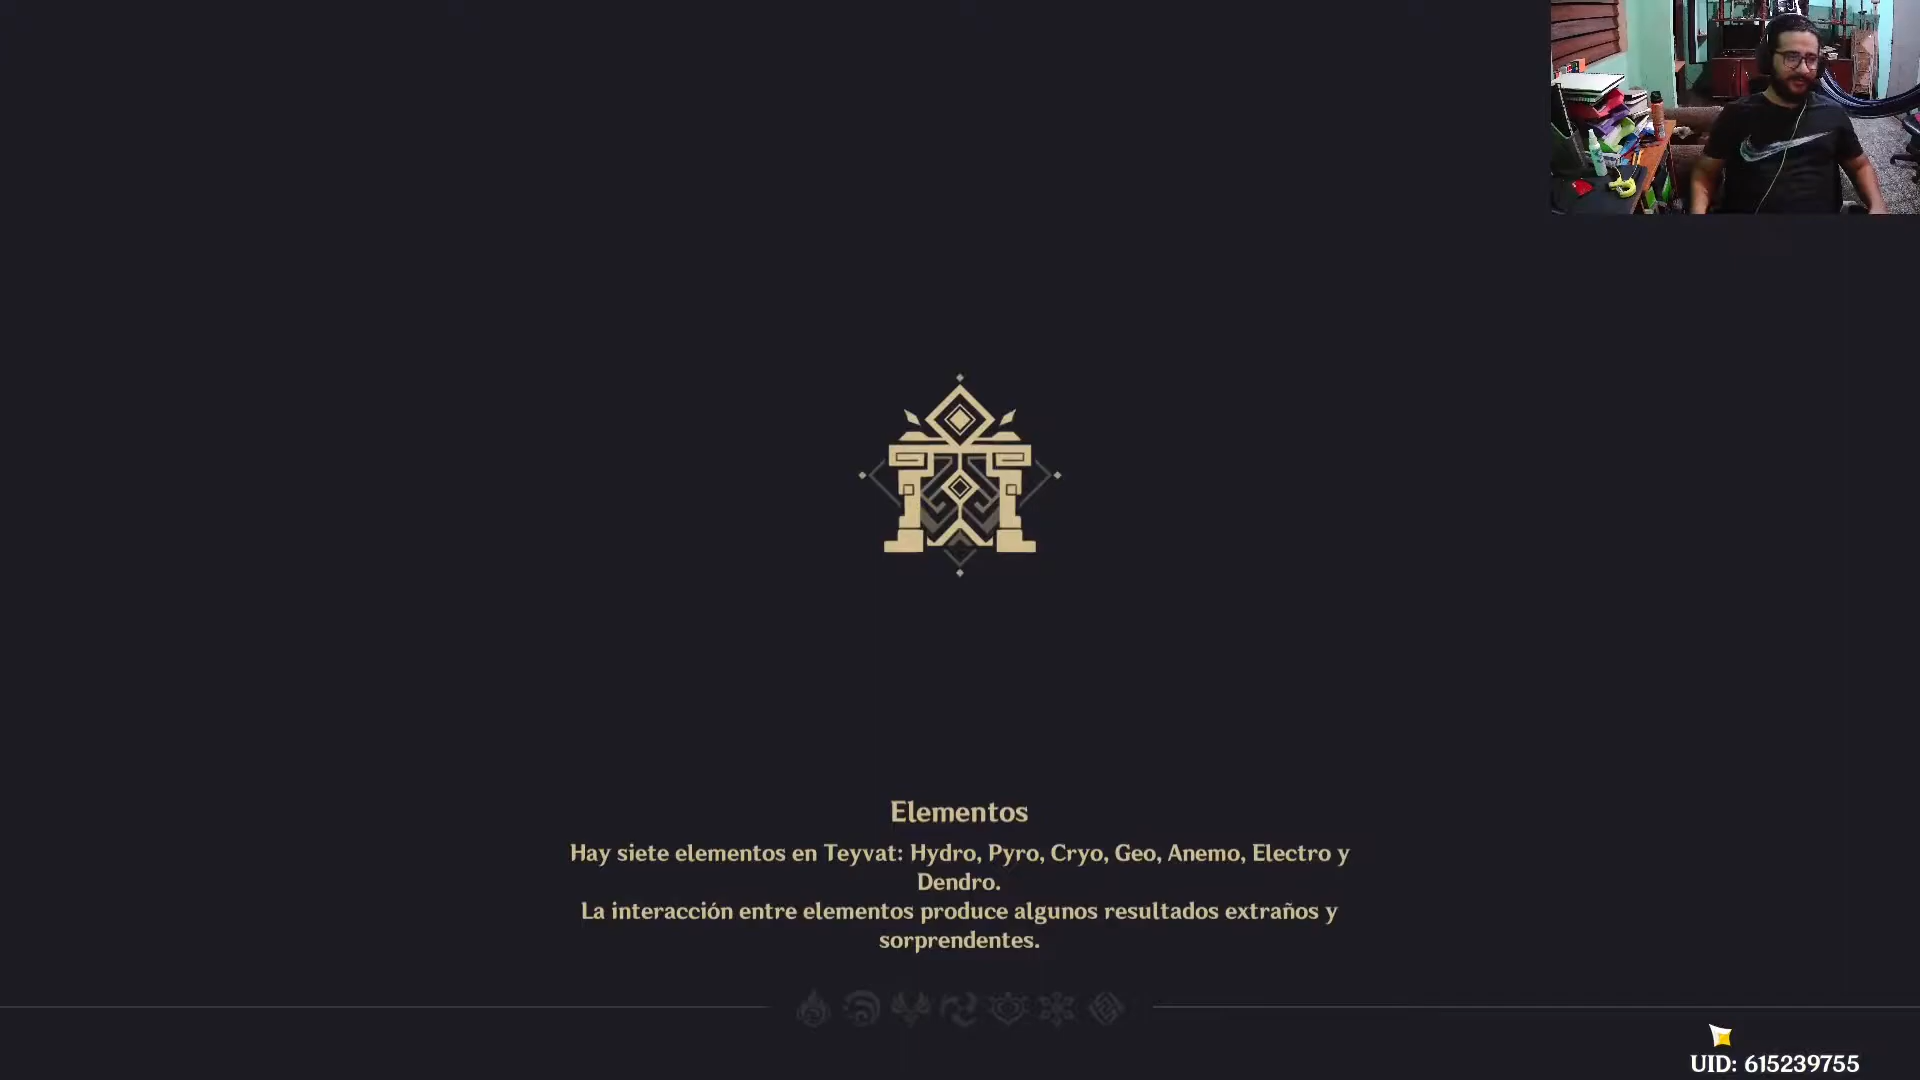 Elementos
Hay siete elementos en Teyvat: Hydro, Pyro, Cryo, Geo, Anemo, Electro y
Dendro.
La interacción entre elementos produce algunos resultados extraños y
sorprendentes.
UID: 615239755